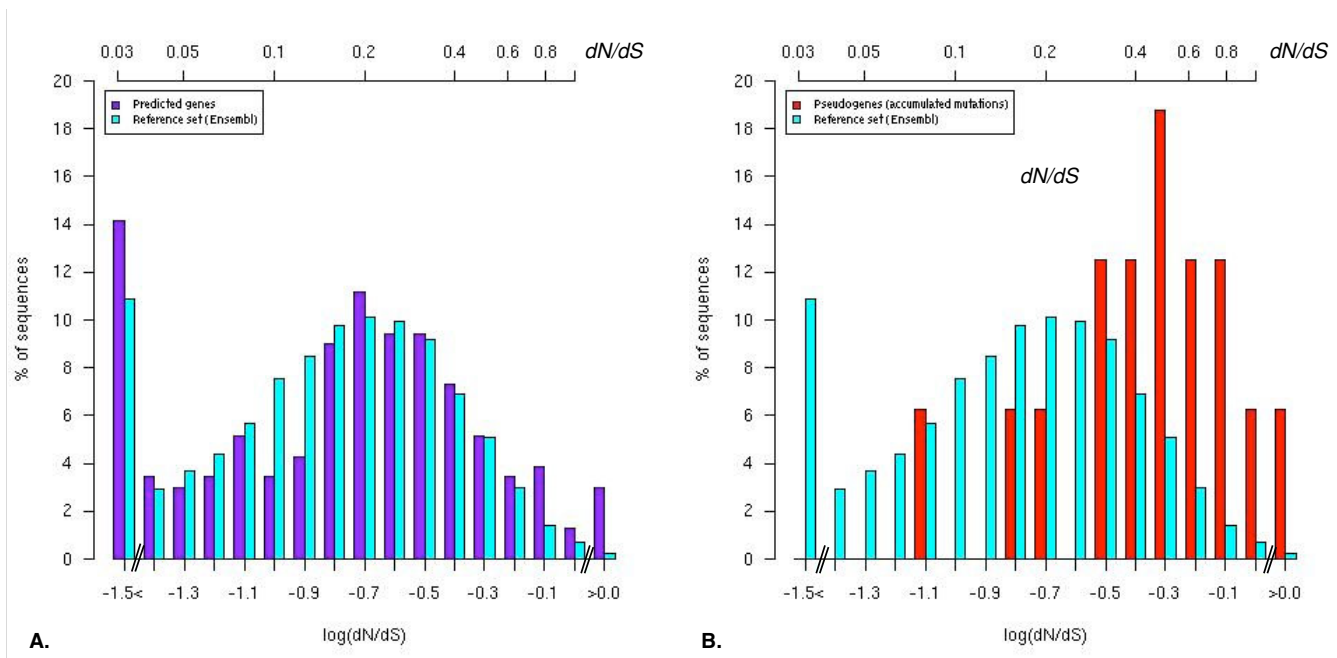 0.03 0.05 0.1 0.2 0.4 0.6 0.8 dN/dS
20
18
16
14
12
10
8
6
4
2
0
% of sequences
Predicted genes
Reference set (Ensembl)
-1.5< -1.3 -1.1 -0.9 -0.7 -0.5 -0.3 -0.1 >0.0
log(dN/dS)
A.
0.03 0.05 0.1 0.2 0.4 0.6 0.8 dN/dS
20
18
16
14
12
10
8
6
4
2
0
% of sequences
Pseudogenes (accumulated mutations)
Reference set (Ensembl)
dN/dS
-1.5< -1.3 -1.1 -0.9 -0.7 -0.5 -0.3 -0.1 >0.0
log(dN/dS)
B.